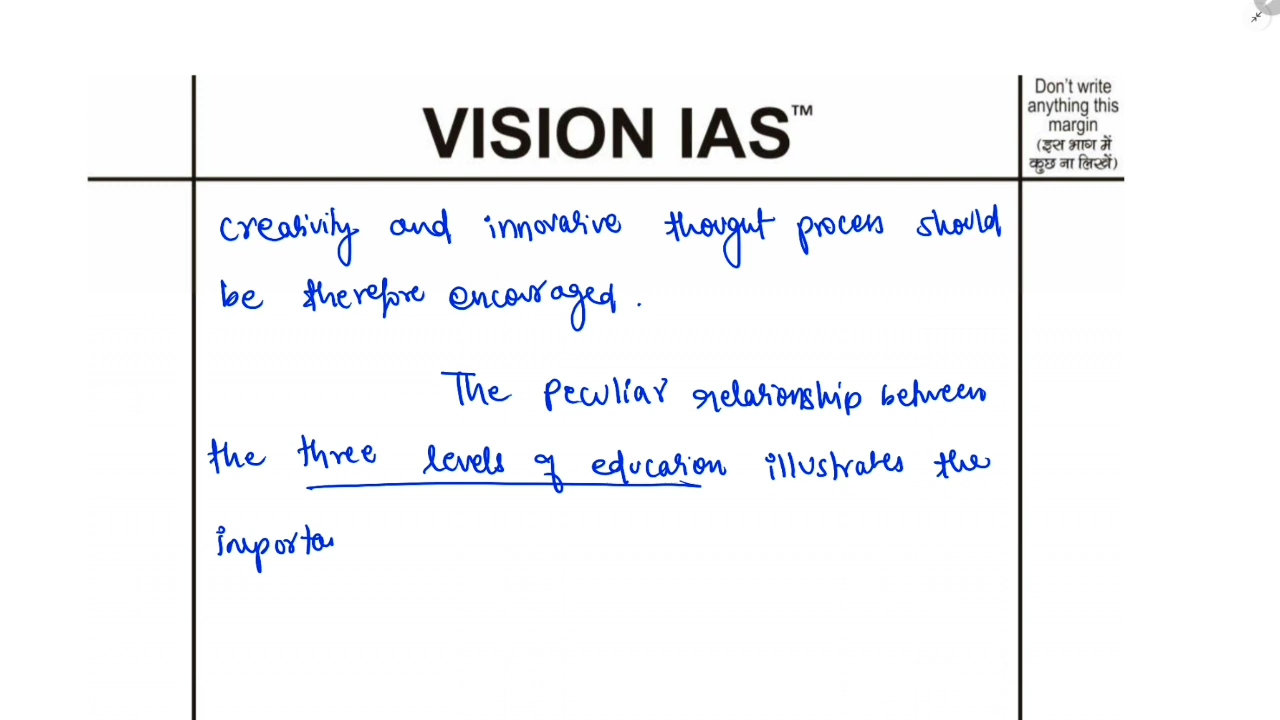 VISION IAS™
Don't write
anything this
margin
(इस भाग में
कुछ ना लिखें)
creativity and innovative thought process should
be therefore encouraged.
The peculiar relationship between
the three levels of education illustrates the
importa